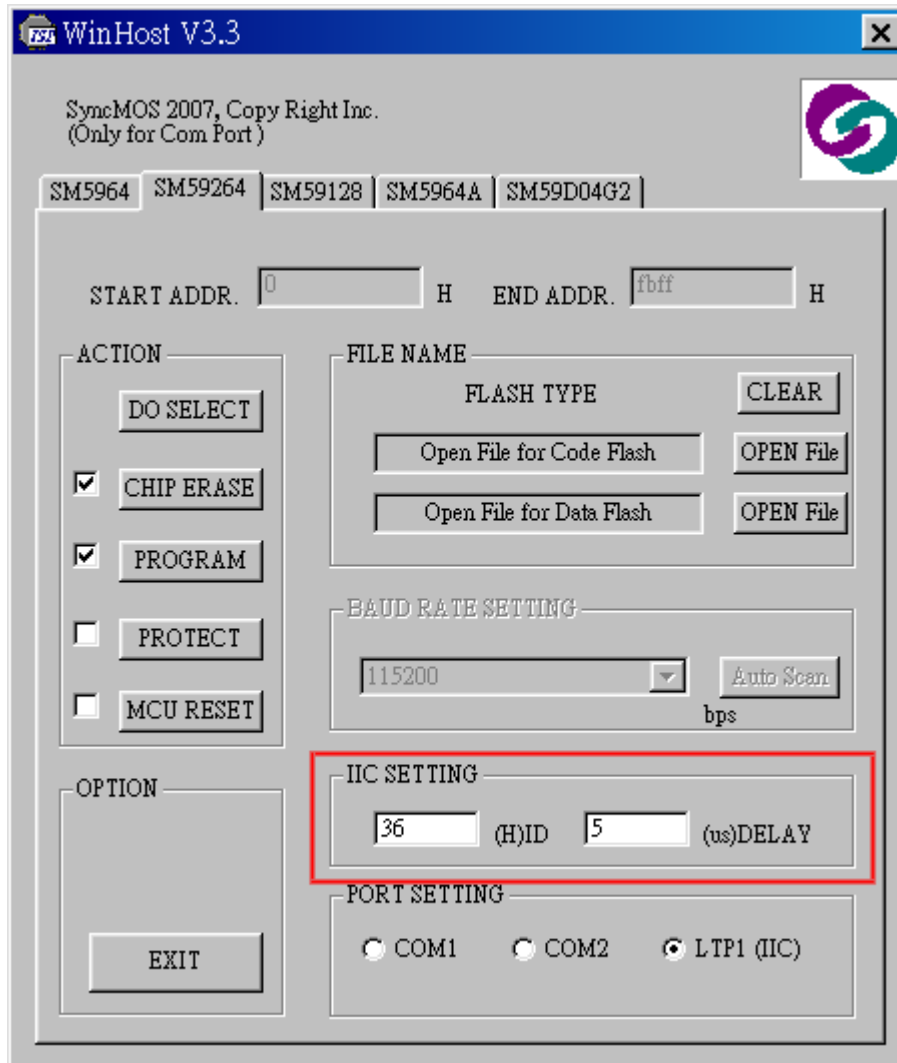 WinHost V3.3
SyncMOS 2007, Copy Right Inc.
(Only for Com Port )
SM5964 SM59264 SM59128 SM5964A SM59D04G2
START ADDR. 0 H END ADDR. fbff H
ACTION
DO SELECT
CHIP ERASE
PROGRAM
PROTECT
MCU RESET
FILE NAME
FLASH TYPE CLEAR
Open File for Code Flash OPEN File
Open File for Data Flash OPEN File
BAUD RATE SETTING
115200 Auto Scan
bps
IIC SETTING
36 (H)ID 5 (us)DELAY
OPTION
EXIT
PORT SETTING
COM1 COM2 LTP1 (IIC)